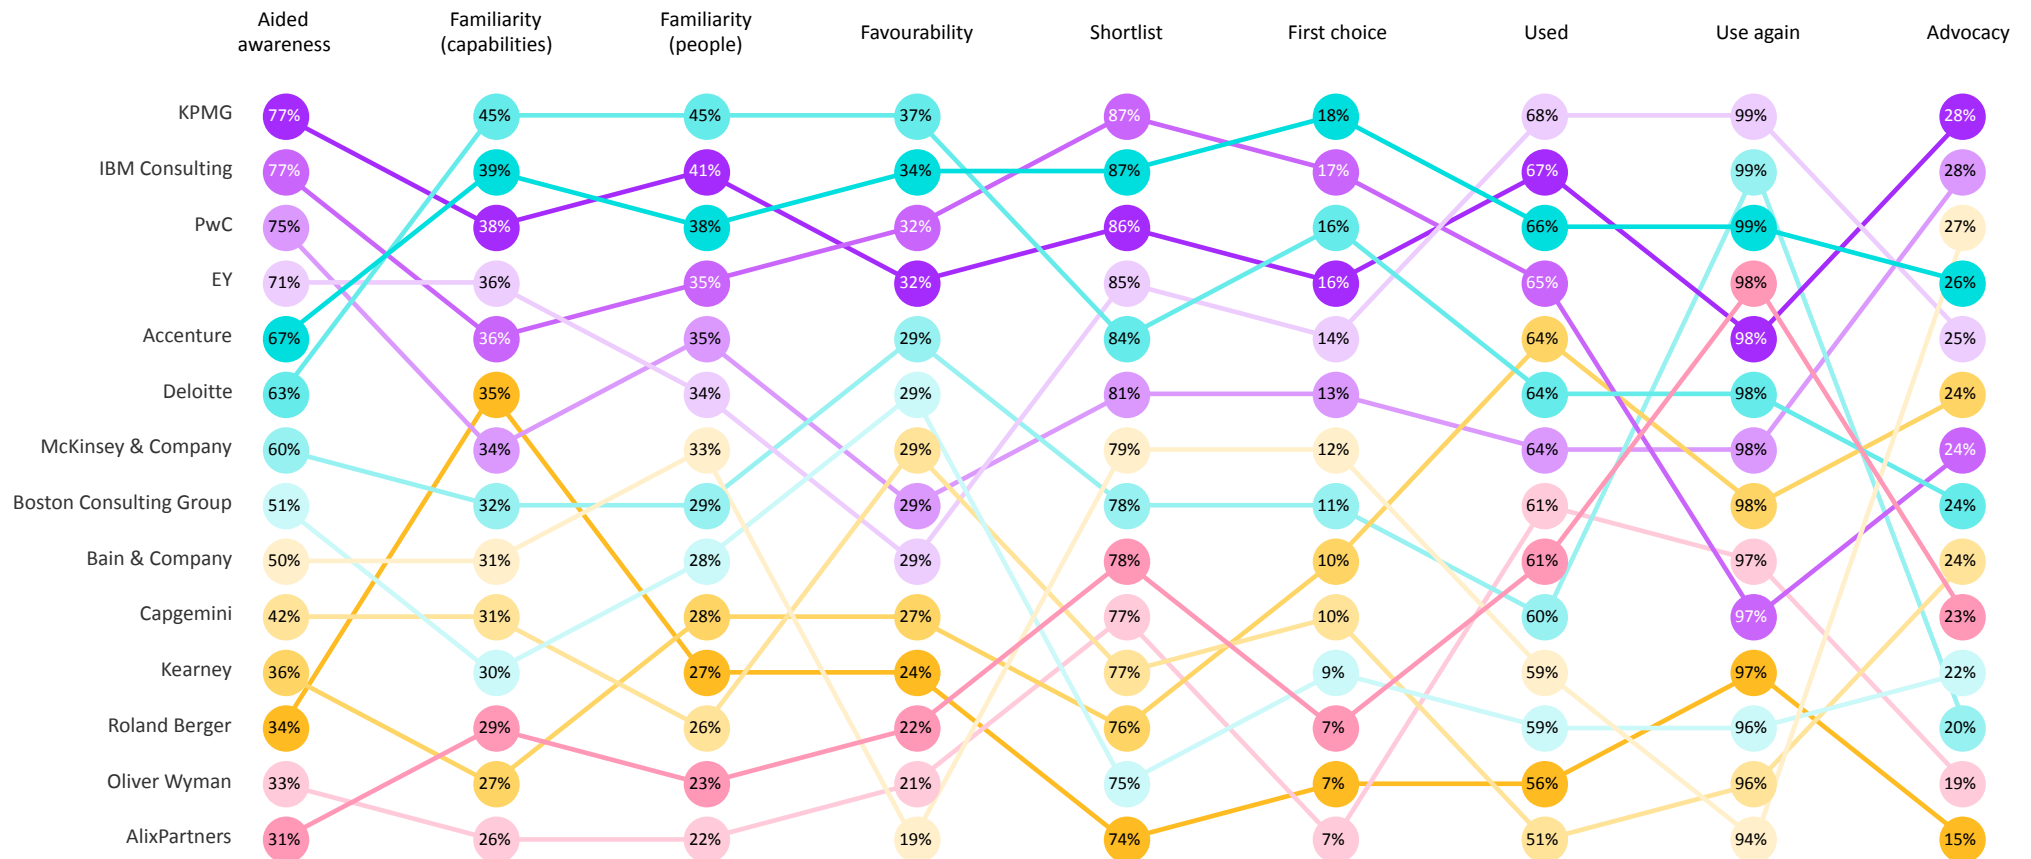 Aided
awareness
Familiarity
(capabilities)
Familiarity
(people)
Favourability
Shortlist
First choice
Used
Use again
Advocacy
KPMG 77% 45% 45% 37% 87% 18% 68% 99% 28%
IBM Consulting 77% 39% 41% 34% 87% 17% 67% 99% 28%
PwC 75% 38% 38% 32% 86% 16% 66% 99% 27%
EY 71% 36% 35% 32% 85% 16% 65% 98% 26%
Accenture 67% 36% 35% 29% 84% 14% 64% 98% 25%
Deloitte 63% 35% 34% 29% 81% 13% 64% 98% 24%
McKinsey & Company 60% 34% 33% 29% 79% 12% 64% 98% 24%
Boston Consulting Group 51% 32% 29% 29% 78% 11% 61% 98% 24%
Bain & Company 50% 31% 28% 29% 78% 10% 61% 97% 24%
Capgemini 42% 31% 28% 27% 77% 10% 60% 97% 23%
Kearney 36% 30% 27% 24% 77% 9% 59% 97% 22%
Roland Berger 34% 29% 26% 22% 76% 7% 59% 96% 20%
Oliver Wyman 33% 27% 23% 21% 75% 7% 56% 96% 19%
AlixPartners 31% 26% 22% 19% 74% 7% 51% 94% 15%